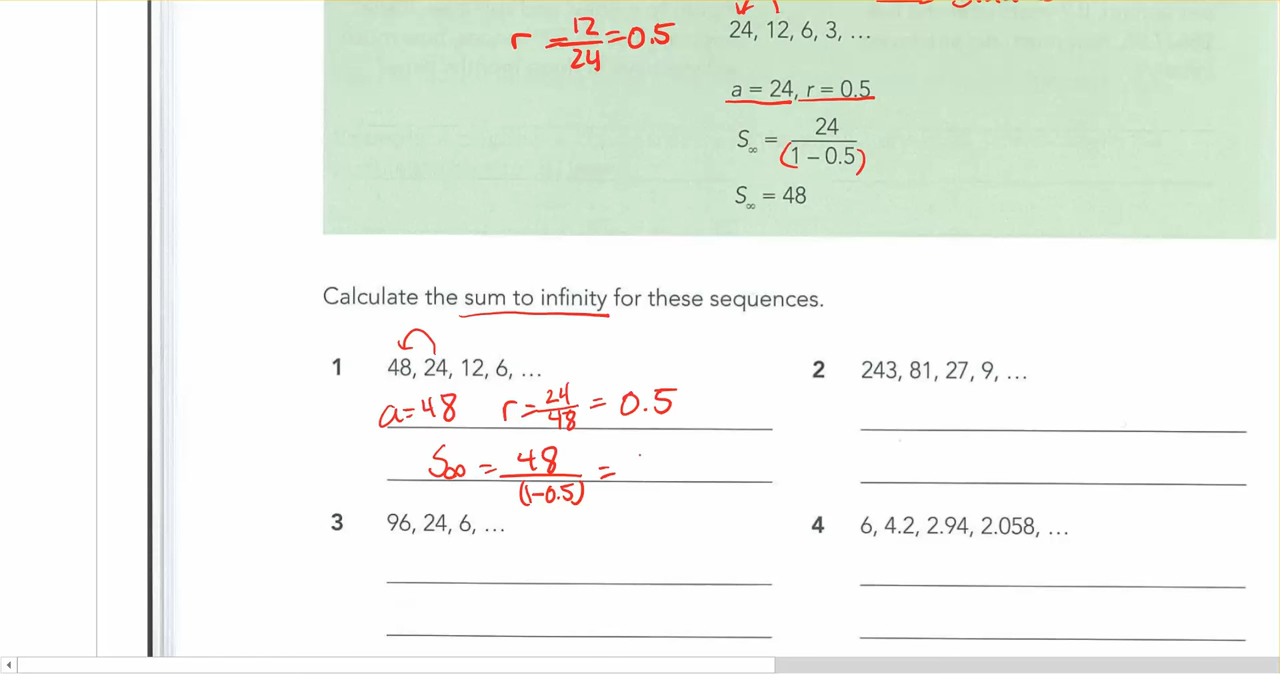 r = 12/24 = 0.5
24, 12, 6, 3, …
a = 24, r = 0.5
S∞ = 24/(1 – 0.5)
S∞ = 48
Calculate the sum to infinity for these sequences.
1 48, 24, 12, 6, …
a = 48 r = 24/48 = 0.5
S∞ = 48/(1-0.5) =
2 243, 81, 27, 9, …
3 96, 24, 6, …
4 6, 4.2, 2.94, 2.058, …